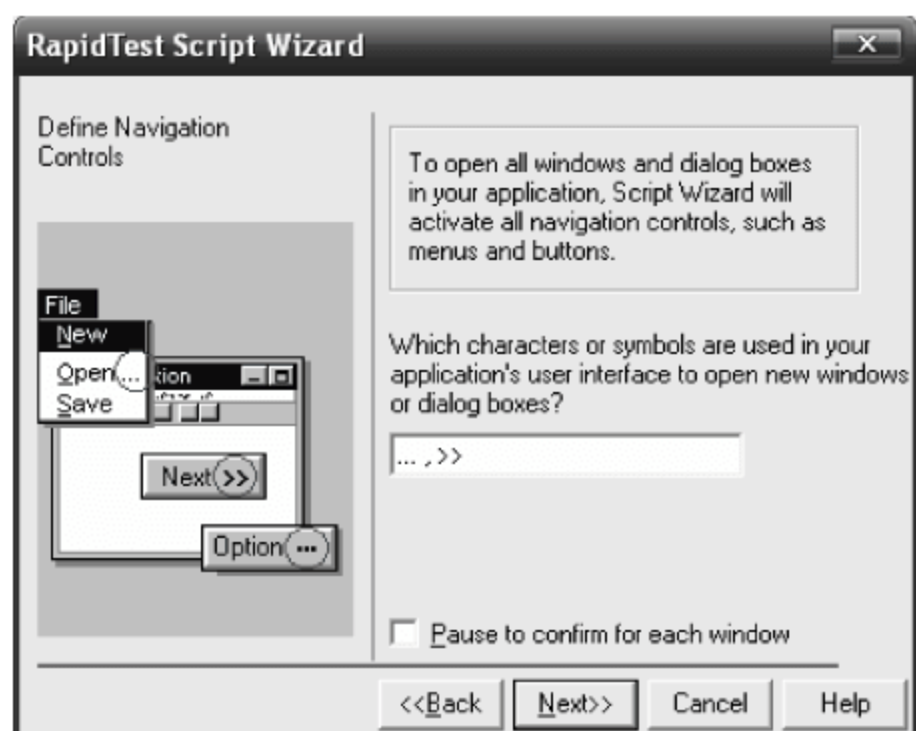 RapidTest Script Wizard
Define Navigation
Controls
File
New
Open...
Save
Next >>
Option ...
To open all windows and dialog boxes
in your application, Script Wizard will
activate all navigation controls, such as
menus and buttons.
Which characters or symbols are used in your
application's user interface to open new windows
or dialog boxes?
... ,>>
Pause to confirm for each window
<<Back
Next>>
Cancel
Help